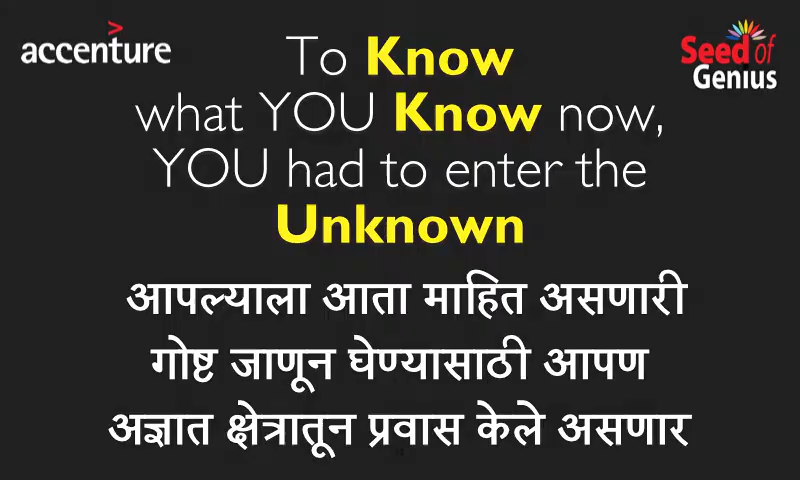 accenture
Seed of
Genius
To Know
what YOU Know now,
YOU had to enter the
Unknown
आपल्याला आता माहित असणारी
गोष्ट जाणून घेण्यासाठी आपण
अज्ञात क्षेत्रातून प्रवास केले असणार